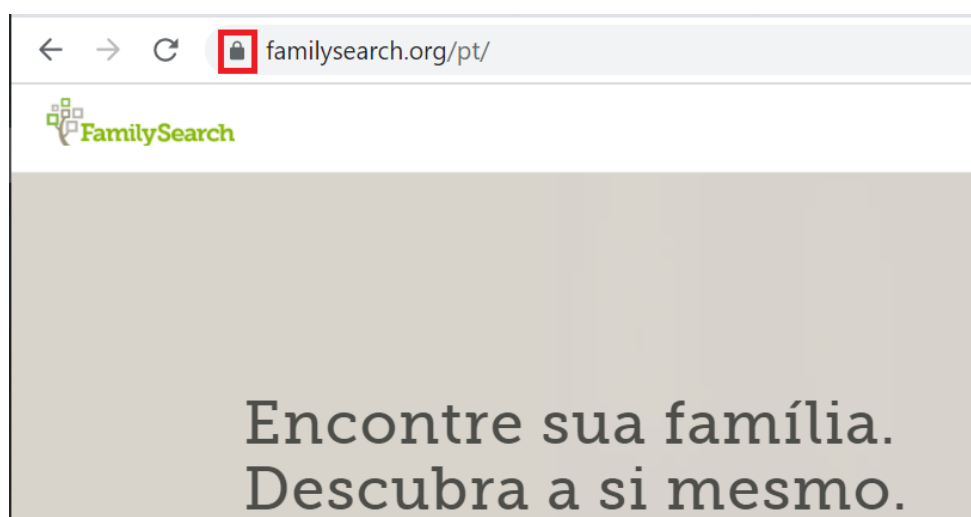 familysearch.org/pt/
FamilySearch
Encontre sua família.
Descubra a si mesmo.